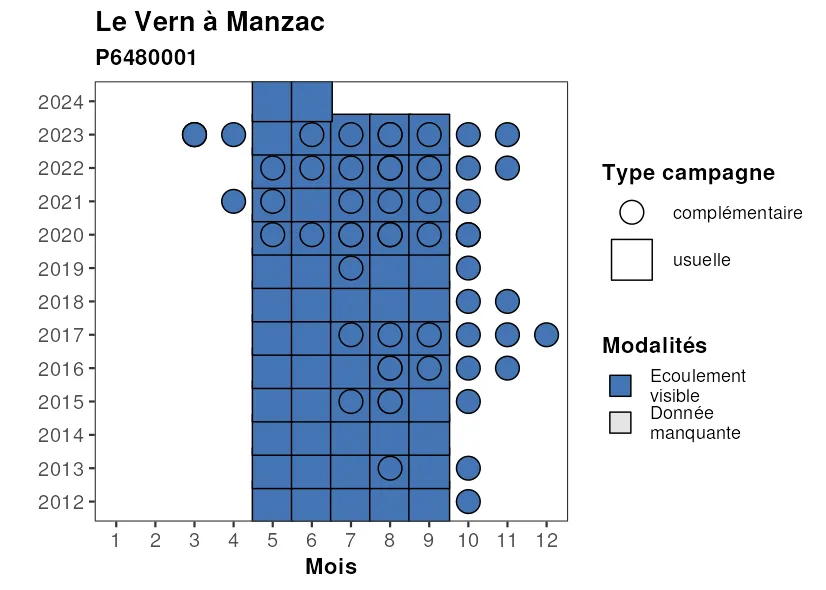 Le Vern à Manzac
P6480001
2024
2023
2022
2021
2020
2019
2018
2017
2016
2015
2014
2013
2012
1 2 3 4 5 6 7 8 9 10 11 12
Mois
Type campagne
complémentaire
usuelle
Modalités
Ecoulement
visible
Donnée
manquante